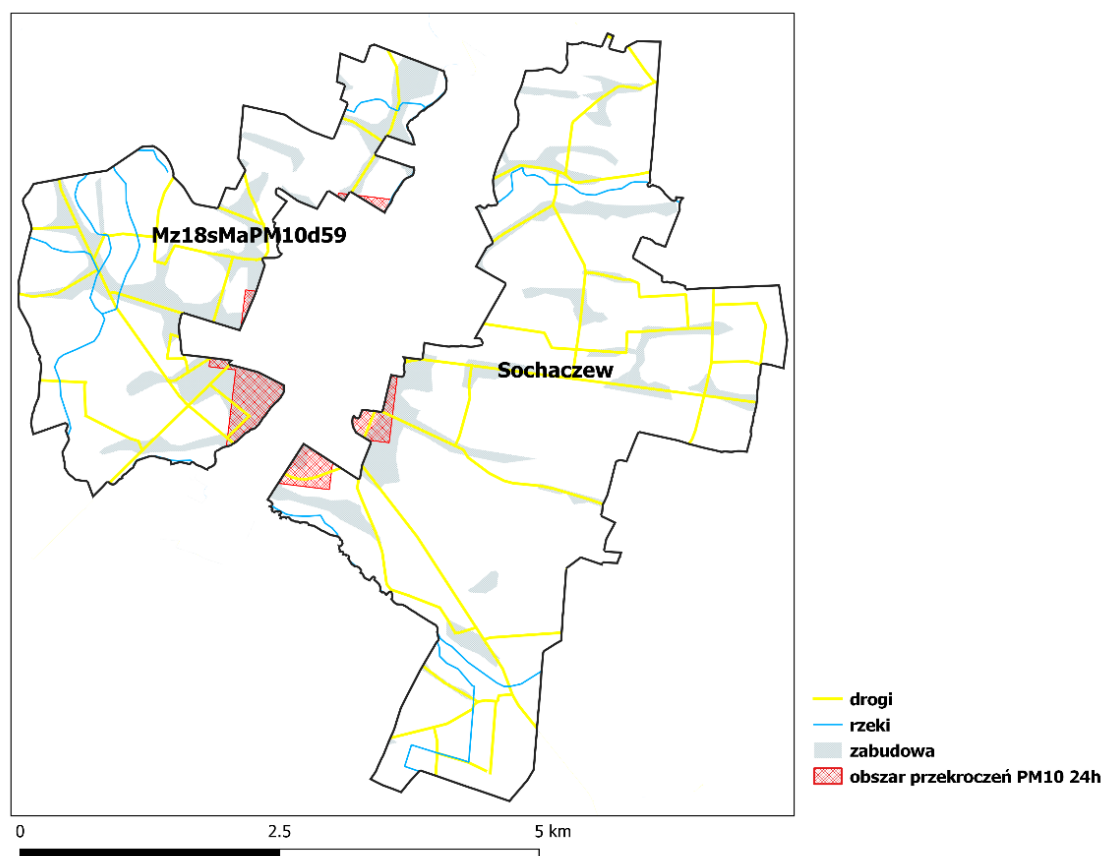 Mz18sMaPM10d59
Sochaczew
drogi
rzeki
zabudowa
obszar przekroczeń PM10 24h
0 2.5 5 km